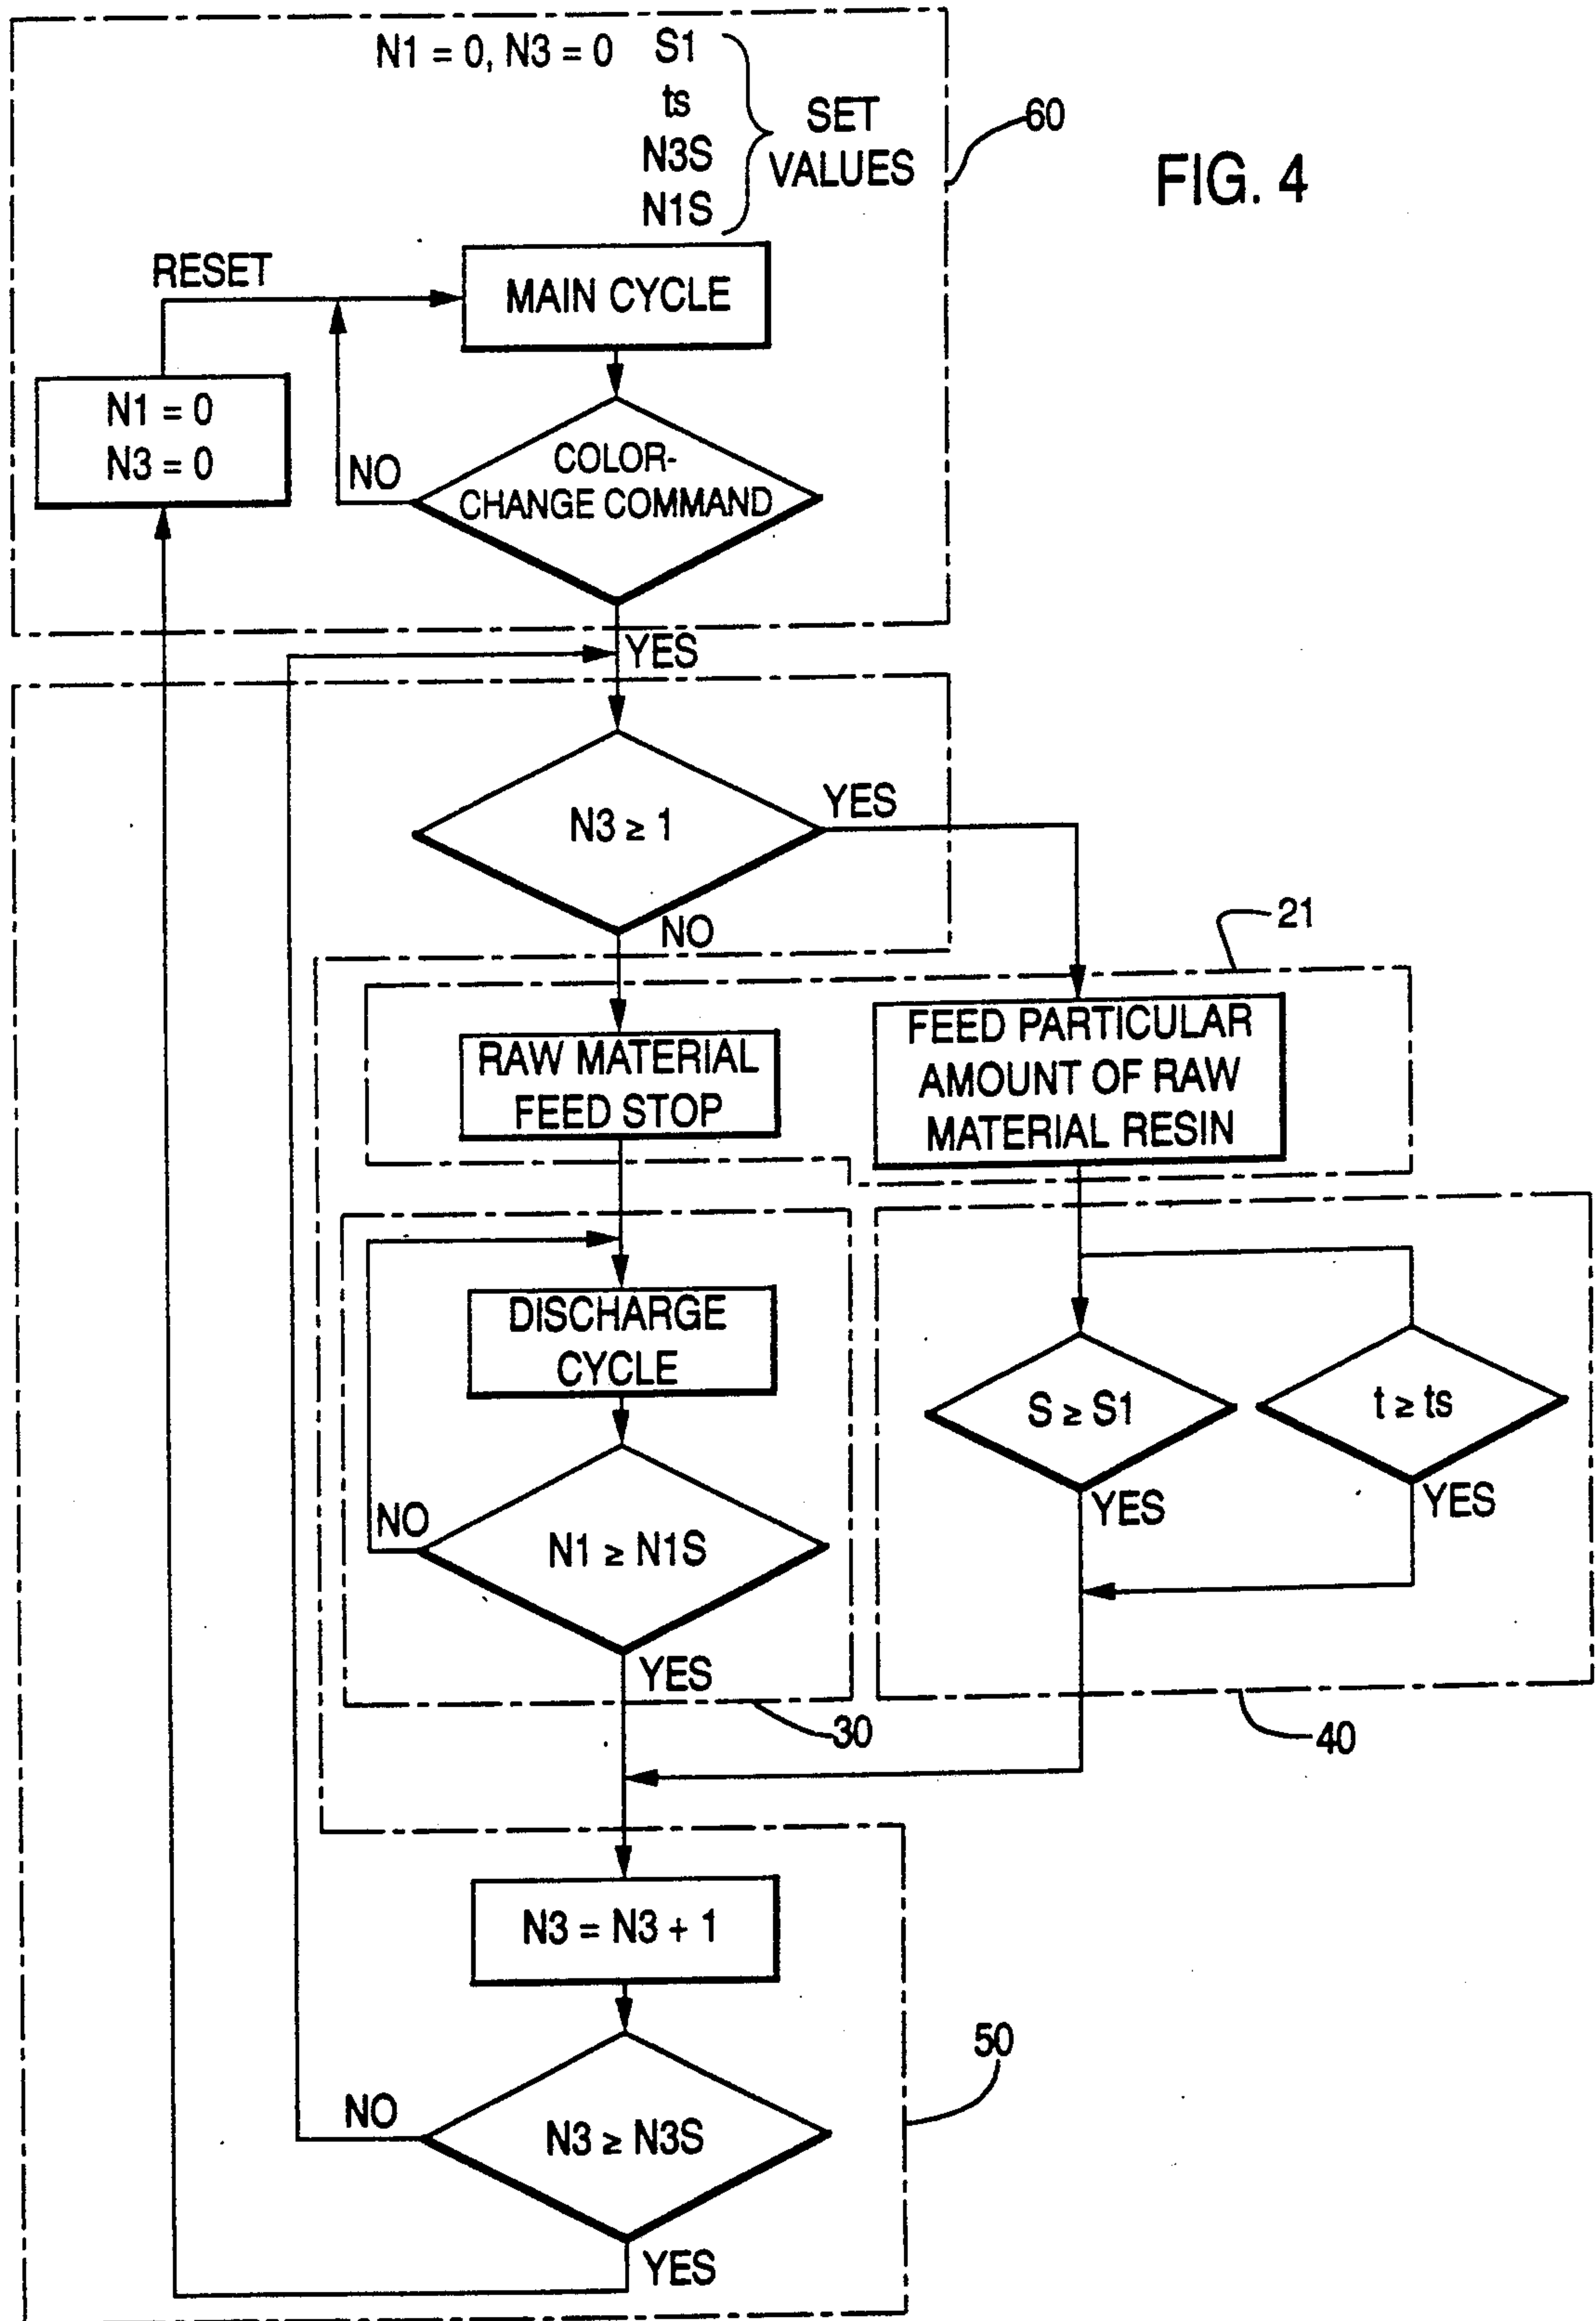 N1 = 0, N3 = 0 S1
ts
N3S
N1S
SET
VALUES
60
FIG. 4
RESET
MAIN CYCLE
N1 = 0
N3 = 0
NO
COLOR-
CHANGE COMMAND
YES
N3 ≥ 1
YES
NO
21
RAW MATERIAL
FEED STOP
FEED PARTICULAR
AMOUNT OF RAW
MATERIAL RESIN
DISCHARGE
CYCLE
S ≥ S1
t ≥ ts
YES
YES
NO
N1 ≥ N1S
YES
30
40
N3 = N3 + 1
50
NO
N3 ≥ N3S
YES